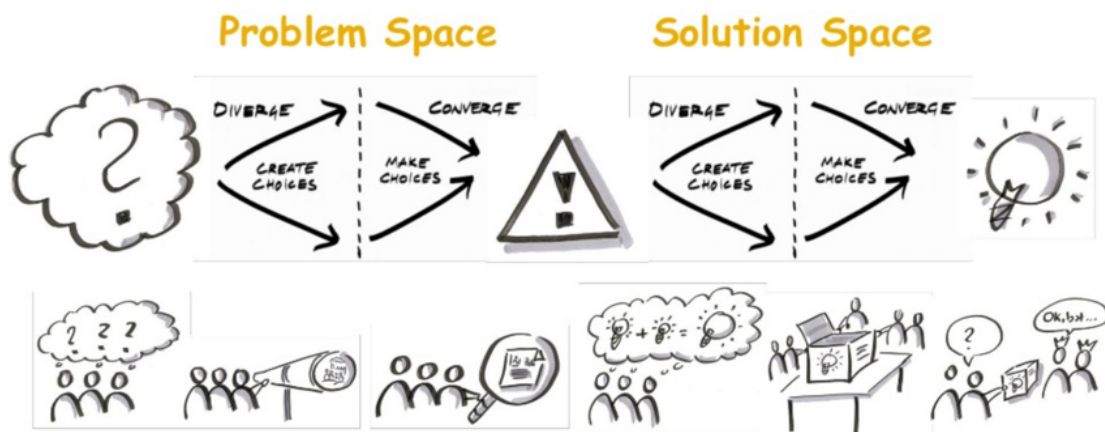 Problem Space
Solution Space
DIVERGE
CONVERGE
CREATE
CHOICES
MAKE
CHOICES
DIVERGE
CONVERGE
CREATE
CHOICES
MAKE
CHOICES
?
!
? ? ?
+ =
?